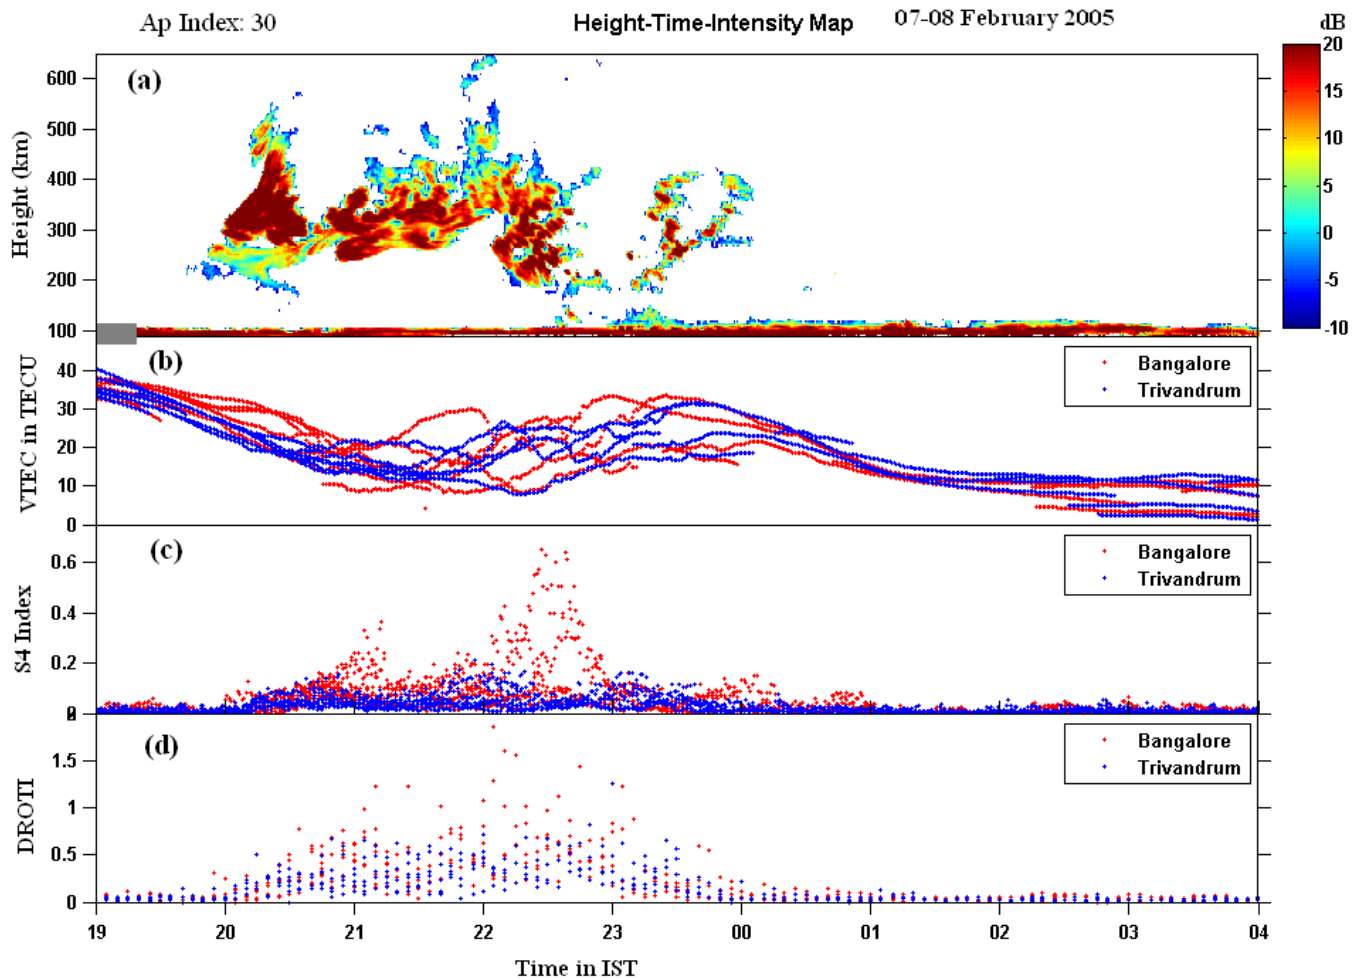 Ap Index: 30
Height-Time-Intensity Map
07-08 February 2005
dB
(a)
Height (km)
600
500
400
300
200
100
20
15
10
5
0
-5
-10
(b)
VTEC in TECU
40
30
20
10
0
Bangalore
Trivandrum
(c)
S4 Index
0.6
0.4
0.2
0
Bangalore
Trivandrum
(d)
DROTI
2
1.5
1
0.5
0
Bangalore
Trivandrum
19 20 21 22 23 00 01 02 03 04
Time in IST